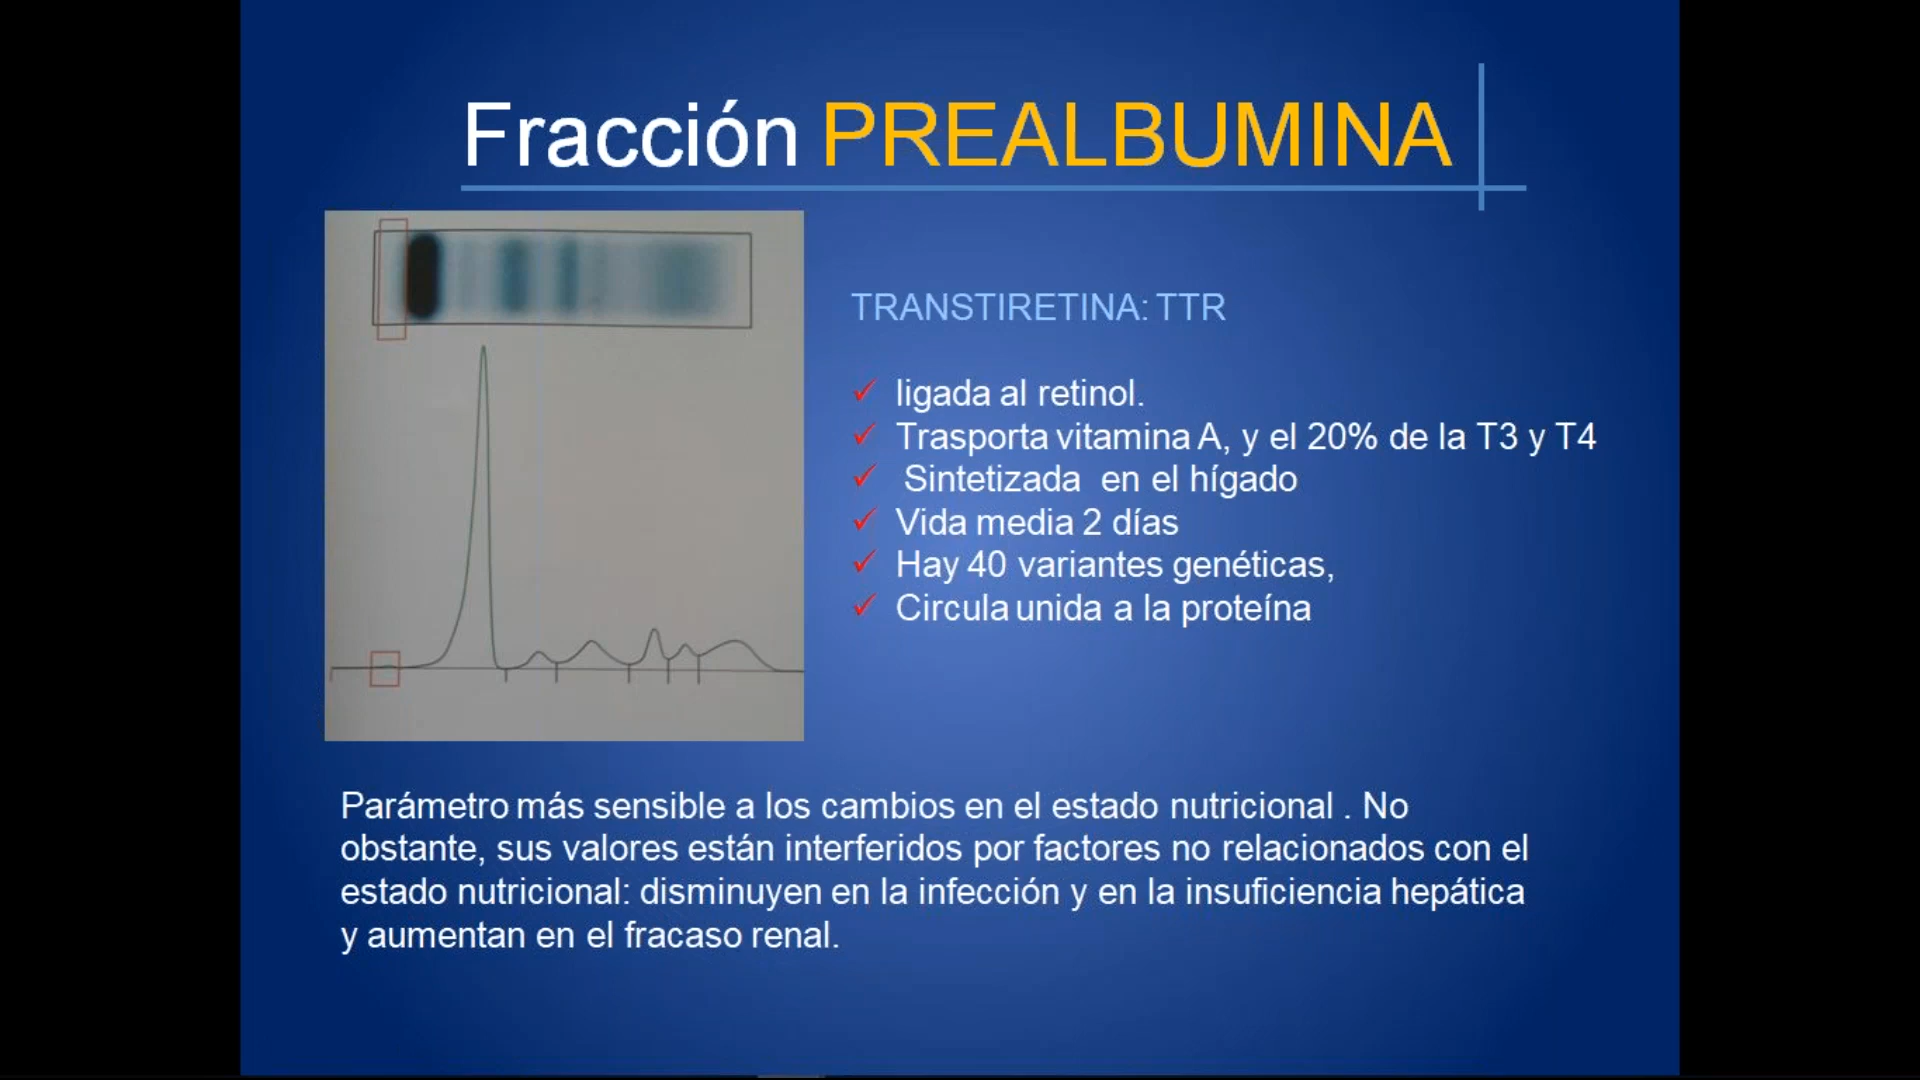 Fracción PREALBUMINA
TRANSTIRETINA: TTR
ligada al retinol.
Trasporta vitamina A, y el 20% de la T3 y T4
Sintetizada en el hígado
Vida media 2 días
Hay 40 variantes genéticas,
Circula unida a la proteína
Parámetro más sensible a los cambios en el estado nutricional . No
obstante, sus valores están interferidos por factores no relacionados con el
estado nutricional: disminuyen en la infección y en la insuficiencia hepática
y aumentan en el fracaso renal.